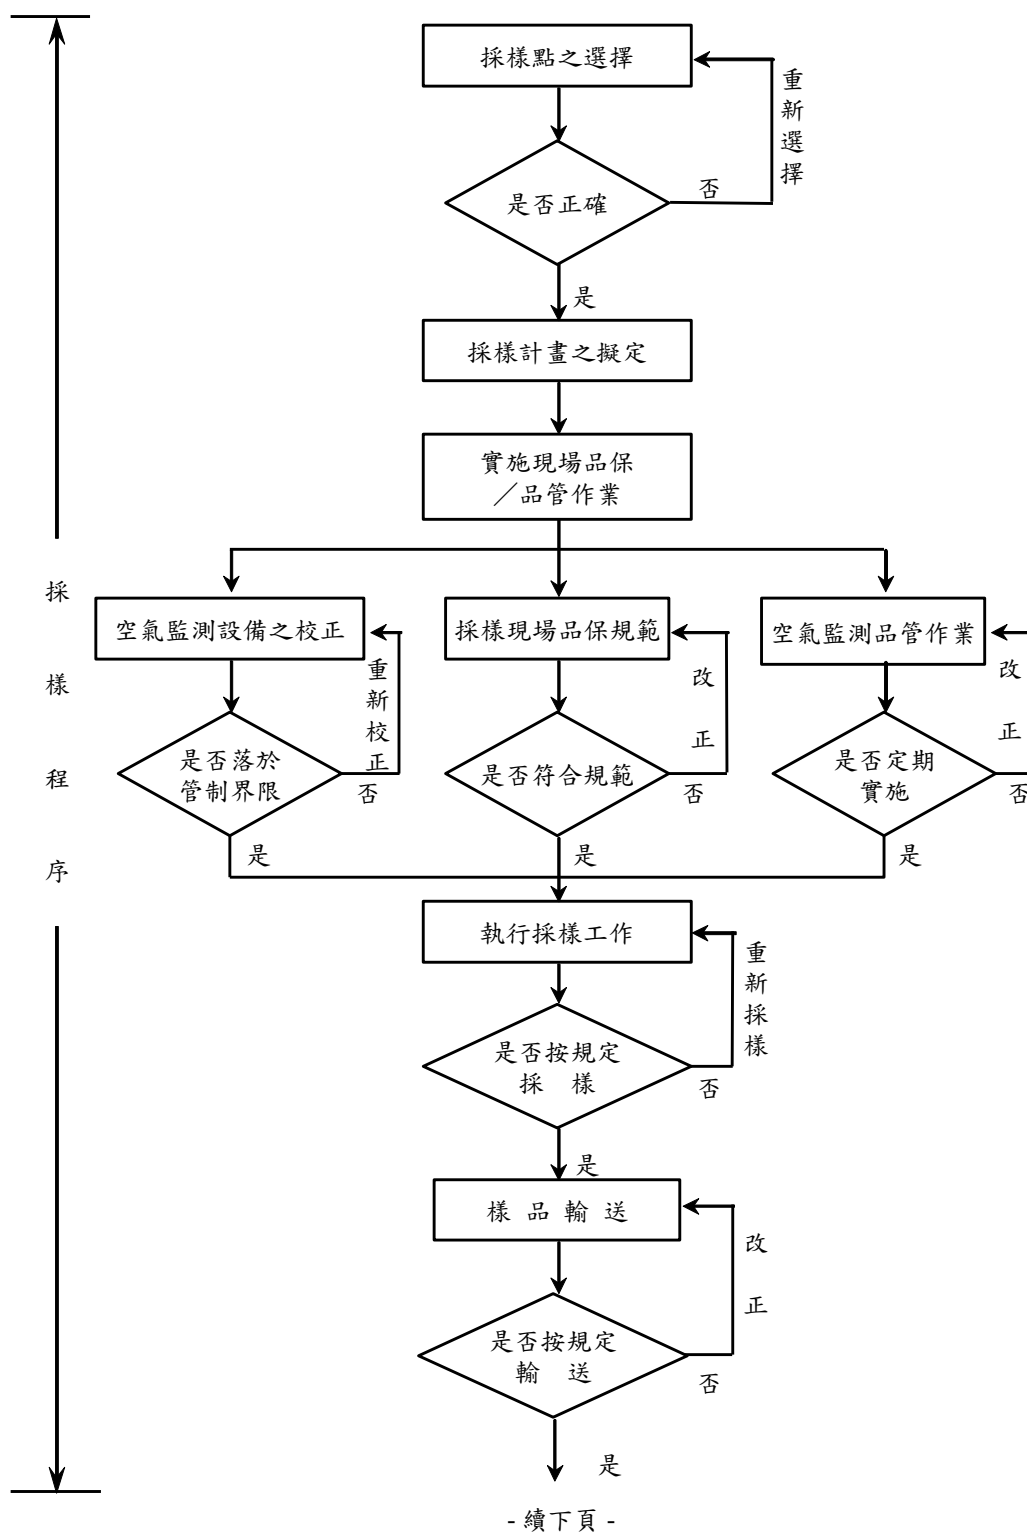 採樣點之選擇
重新選擇
是否正確
否
是
採樣計畫之擬定
實施現場品保
／品管作業
採樣程序
空氣監測設備之校正
採樣現場品保規範
空氣監測品管作業
重新校正
改正
改正
是否落於
管制界限
否
是否符合規範
否
是否定期
實施
否
是
是
是
執行採樣工作
重新採樣
是否按規定
採 樣
否
是
樣 品 輸 送
改正
是否按規定
輸 送
否
是
- 續下頁 -